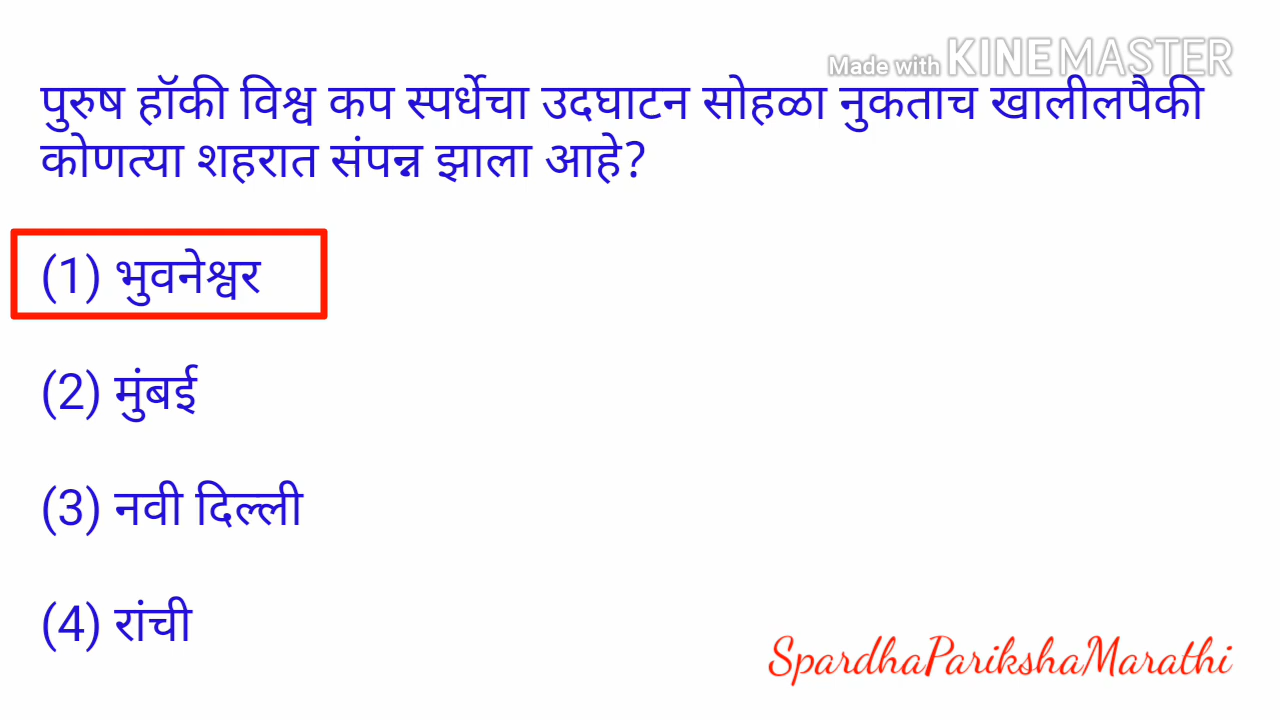 Made with KINEMASTER
पुरुष हॉकी विश्व कप स्पर्धेचा उदघाटन सोहळा नुकताच खालीलपैकी
कोणत्या शहरात संपन्न झाला आहे?
(1) भुवनेश्वर
(2) मुंबई
(3) नवी दिल्ली
(4) रांची
SpardhaParikshaMarathi